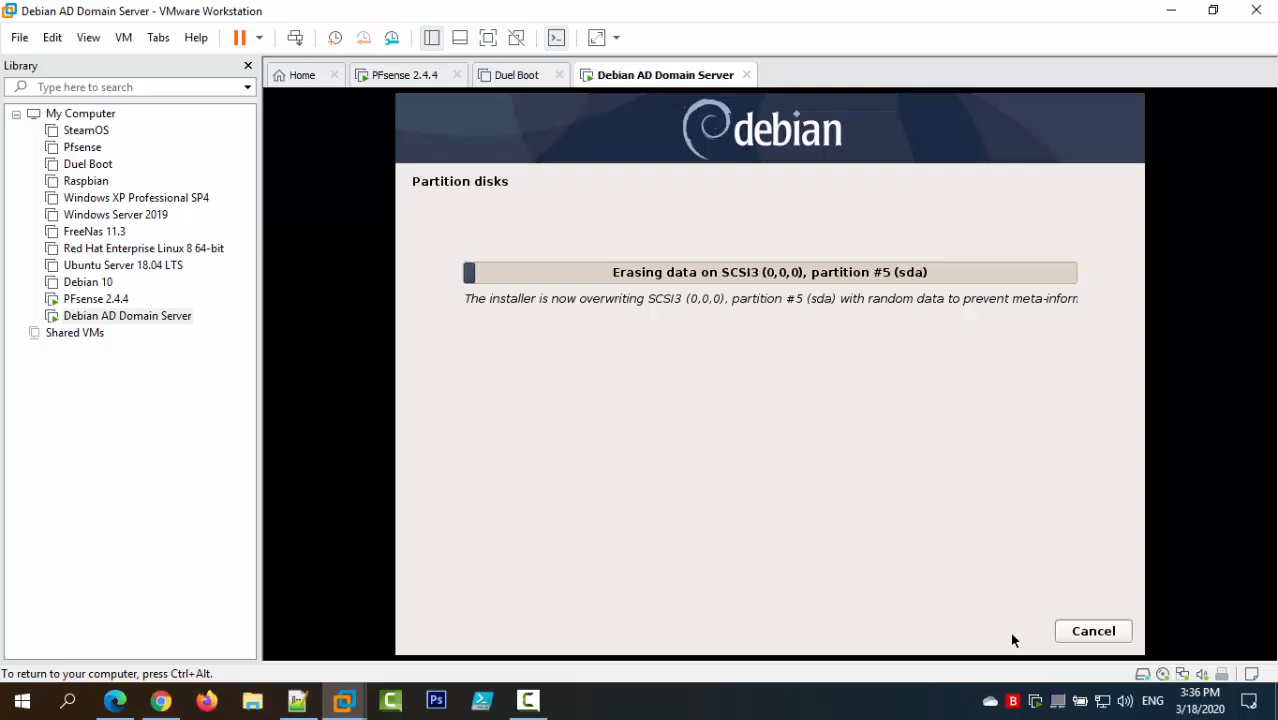 Debian AD Domain Server - VMware Workstation
File Edit View VM Tabs Help
Library
Type here to search
My Computer
SteamOS
Pfsense
Duel Boot
Raspbian
Windows XP Professional SP4
Windows Server 2019
FreeNas 11.3
Red Hat Enterprise Linux 8 64-bit
Ubuntu Server 18.04 LTS
Debian 10
PFsense 2.4.4
Debian AD Domain Server
Shared VMs
Home PFsense 2.4.4 Duel Boot Debian AD Domain Server
debian
Partition disks
Erasing data on SCSI3 (0,0,0), partition #5 (sda)
The installer is now overwriting SCSI3 (0,0,0), partition #5 (sda) with random data to prevent meta-inforr
Cancel
To return to your computer, press Ctrl+Alt.
Ps
B
ENG
3:36 PM
3/18/2020